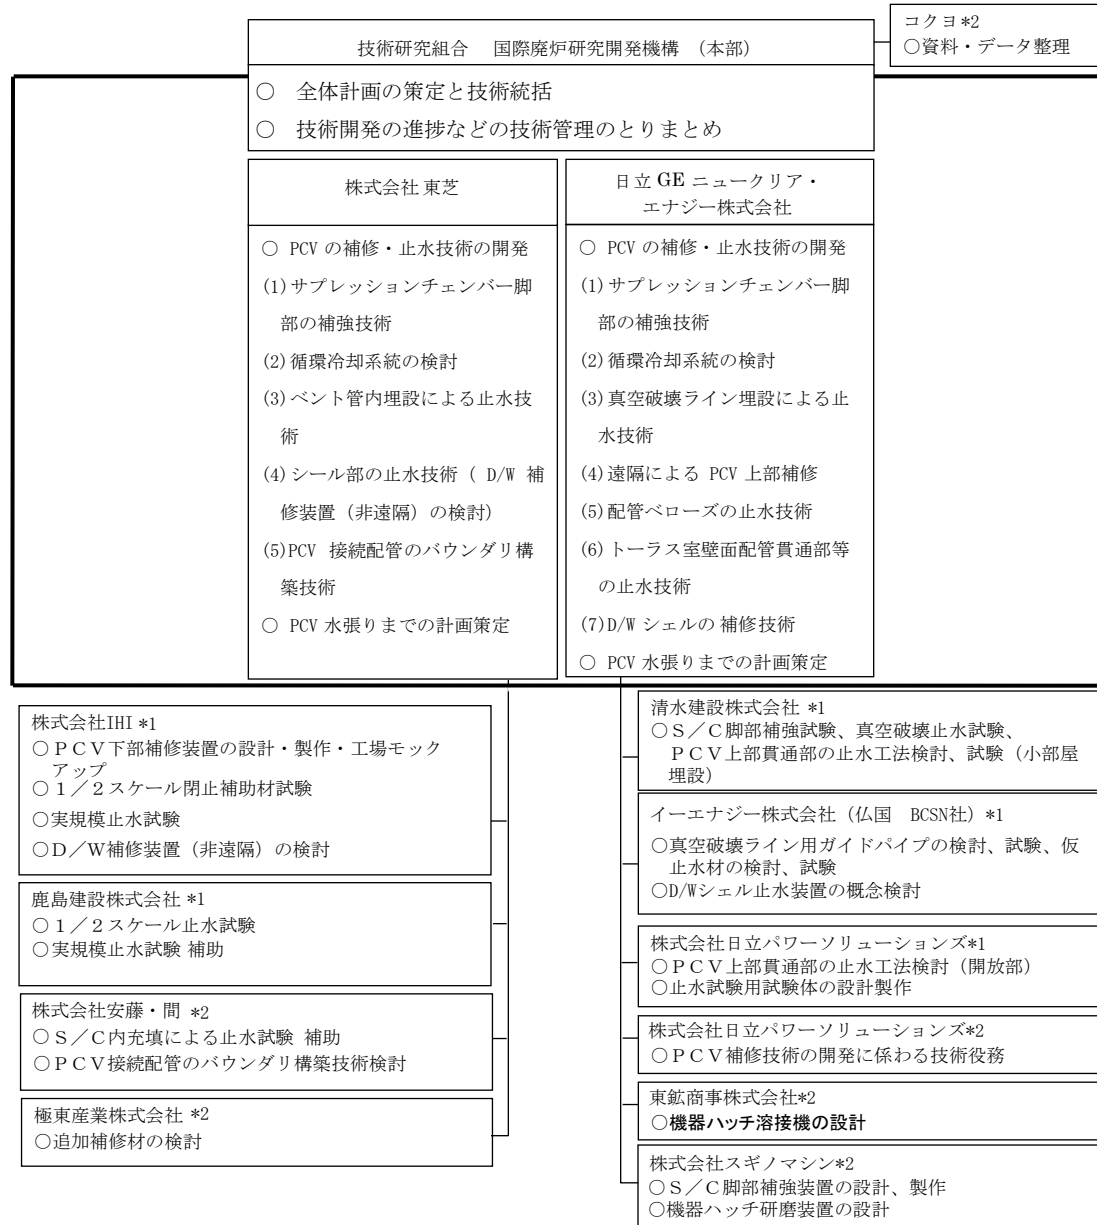 コクヨ*2
○資料・データ整理
技術研究組合　国際廃炉研究開発機構　（本部）
○　全体計画の策定と技術統括
○　技術開発の進捗などの技術管理のとりまとめ
株式会社 東芝
○ PCV の補修・止水技術の開発
(1)サプレッションチェンバー脚
部の補強技術
(2)循環冷却系統の検討
(3)ベント管内埋設による止水技
術
(4)シール部の止水技術（ D/W 補
修装置（非遠隔）の検討）
(5)PCV 接続配管のバウンダリ構
築技術
○ PCV 水張りまでの計画策定
日立 GE ニュークリア・
エナジー株式会社
○ PCV の補修・止水技術の開発
(1)サプレッションチェンバー脚
部の補強技術
(2)循環冷却系統の検討
(3)真空破壊ライン埋設による止
水技術
(4)遠隔による PCV 上部補修
(5)配管ベローズの止水技術
(6)トーラス室壁面配管貫通部等
の止水技術
(7)D/W シェルの 補修技術
○ PCV 水張りまでの計画策定
株式会社IHI *1
○ＰＣＶ下部補修装置の設計・製作・工場モック
アップ
○１／２スケール閉止補助材試験
○実規模止水試験
○Ｄ／Ｗ補修装置（非遠隔）の検討
鹿島建設株式会社 *1
○１／２スケール止水試験
○実規模止水試験 補助
株式会社安藤・間 *2
○Ｓ／Ｃ内充填による止水試験 補助
○ＰＣＶ接続配管のバウンダリ構築技術検討
極東産業株式会社 *2
○追加補修材の検討
清水建設株式会社 *1
○Ｓ／Ｃ脚部補強試験、真空破壊止水試験、
ＰＣＶ上部貫通部の止水工法検討、試験（小部屋
埋設）
イーエナジー株式会社（仏国　BCSN社）*1
○真空破壊ライン用ガイドパイプの検討、試験、仮
止水材の検討、試験
○D/Wシェル止水装置の概念検討
株式会社日立パワーソリューションズ*1
○ＰＣＶ上部貫通部の止水工法検討（開放部）
○止水試験用試験体の設計製作
株式会社日立パワーソリューションズ*2
○ＰＣＶ補修技術の開発に係わる技術役務
東鉱商事株式会社*2
○機器ハッチ溶接機の設計
株式会社スギノマシン*2
○Ｓ／Ｃ脚部補強装置の設計、製作
○機器ハッチ研磨装置の設計